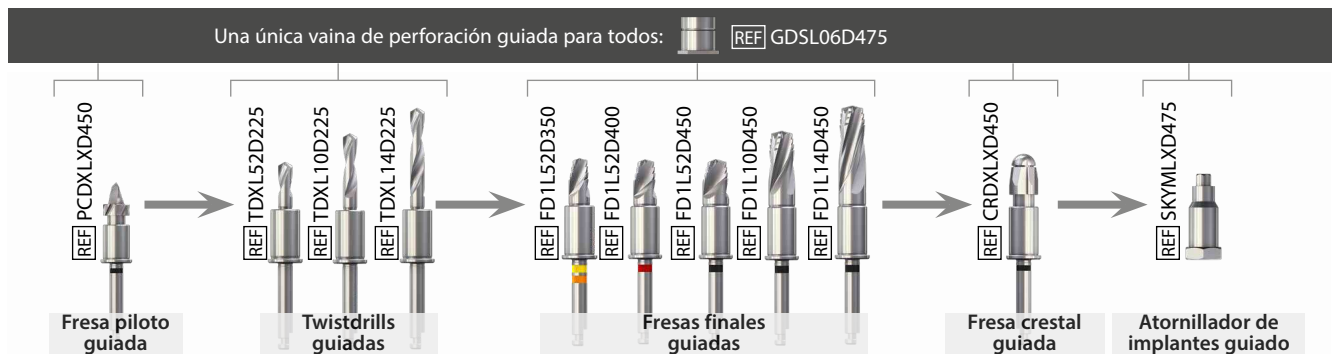 Una única vaina de perforación guiada para todos: REF GDSL06D475
REF PCDXLXD450
REF TDXL52D225
REF TDXL10D225
REF TDXL14D225
REF FD1L52D350
REF FD1L52D400
REF FD1L52D450
REF FD1L10D450
REF FD1L14D450
REF CRDXLXD450
REF SKYMLXD475
Fresa piloto
guiada
Twistdrills
guiadas
Fresas finales
guiadas
Fresa crestal
guiada
Atornillador de
implantes guiado